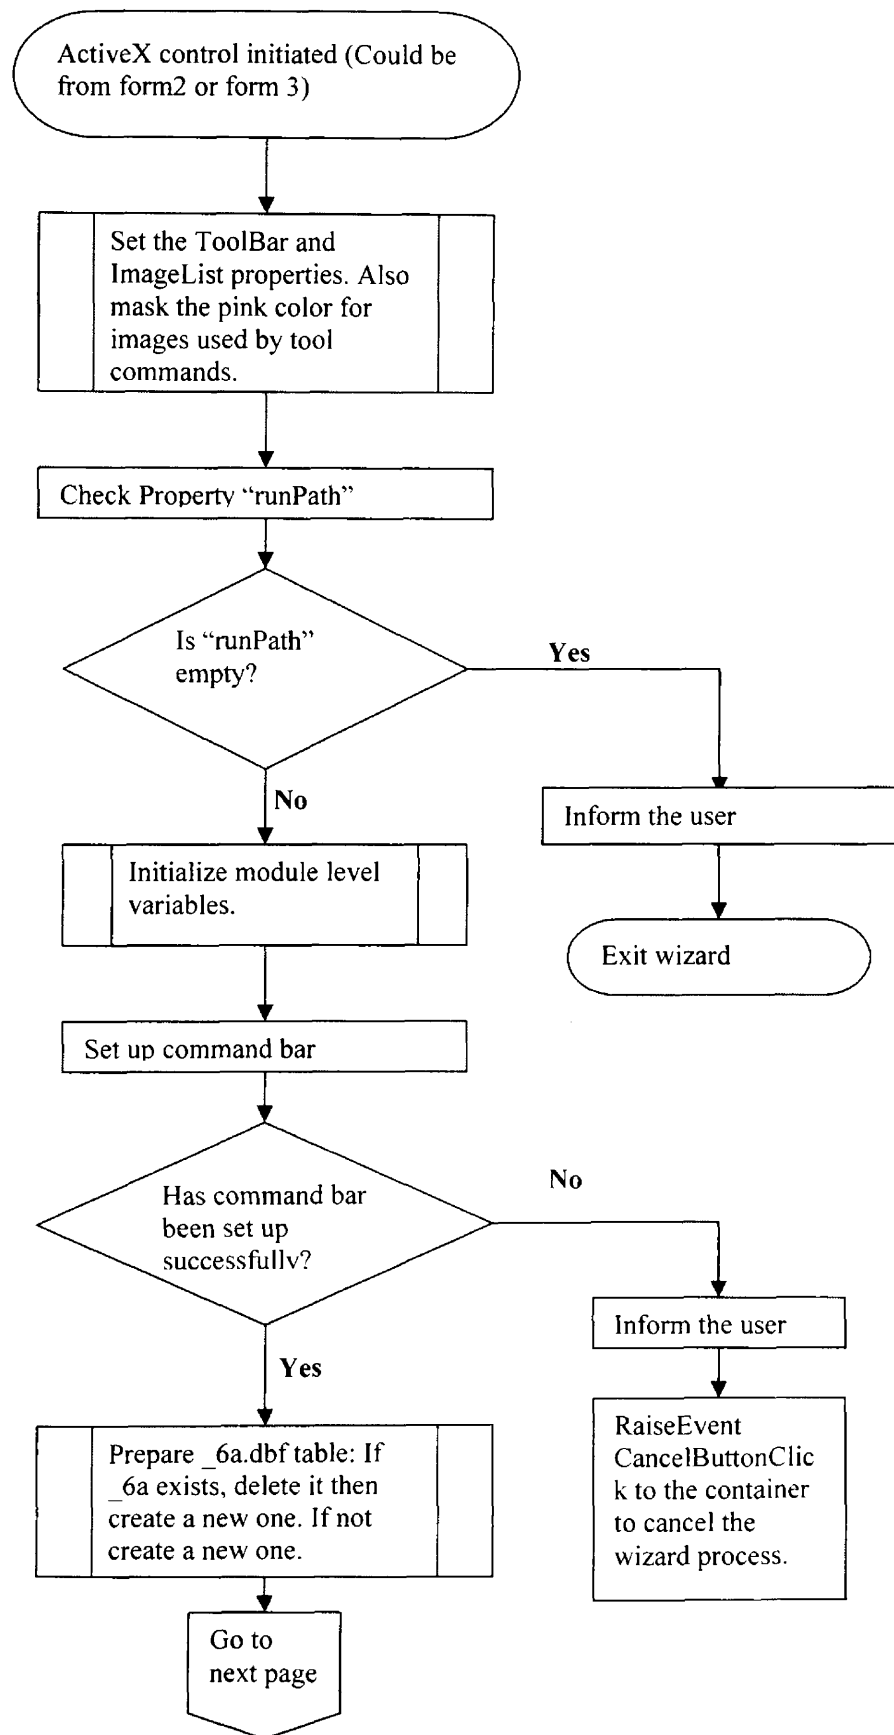 ActiveX control initiated (Could be
from form2 or form 3)
Set the ToolBar and
ImageList properties. Also
mask the pink color for
images used by tool
commands.
Check Property “runPath”
Is “runPath”
empty?
Yes
No
Inform the user
Initialize module level
variables.
Exit wizard
Set up command bar
Has command bar
been set up
successfully?
No
Inform the user
Yes
Prepare _6a.dbf table: If
_6a exists, delete it then
create a new one. If not
create a new one.
RaiseEvent
CancelButtonClic
k to the container
to cancel the
wizard process.
Go to
next page